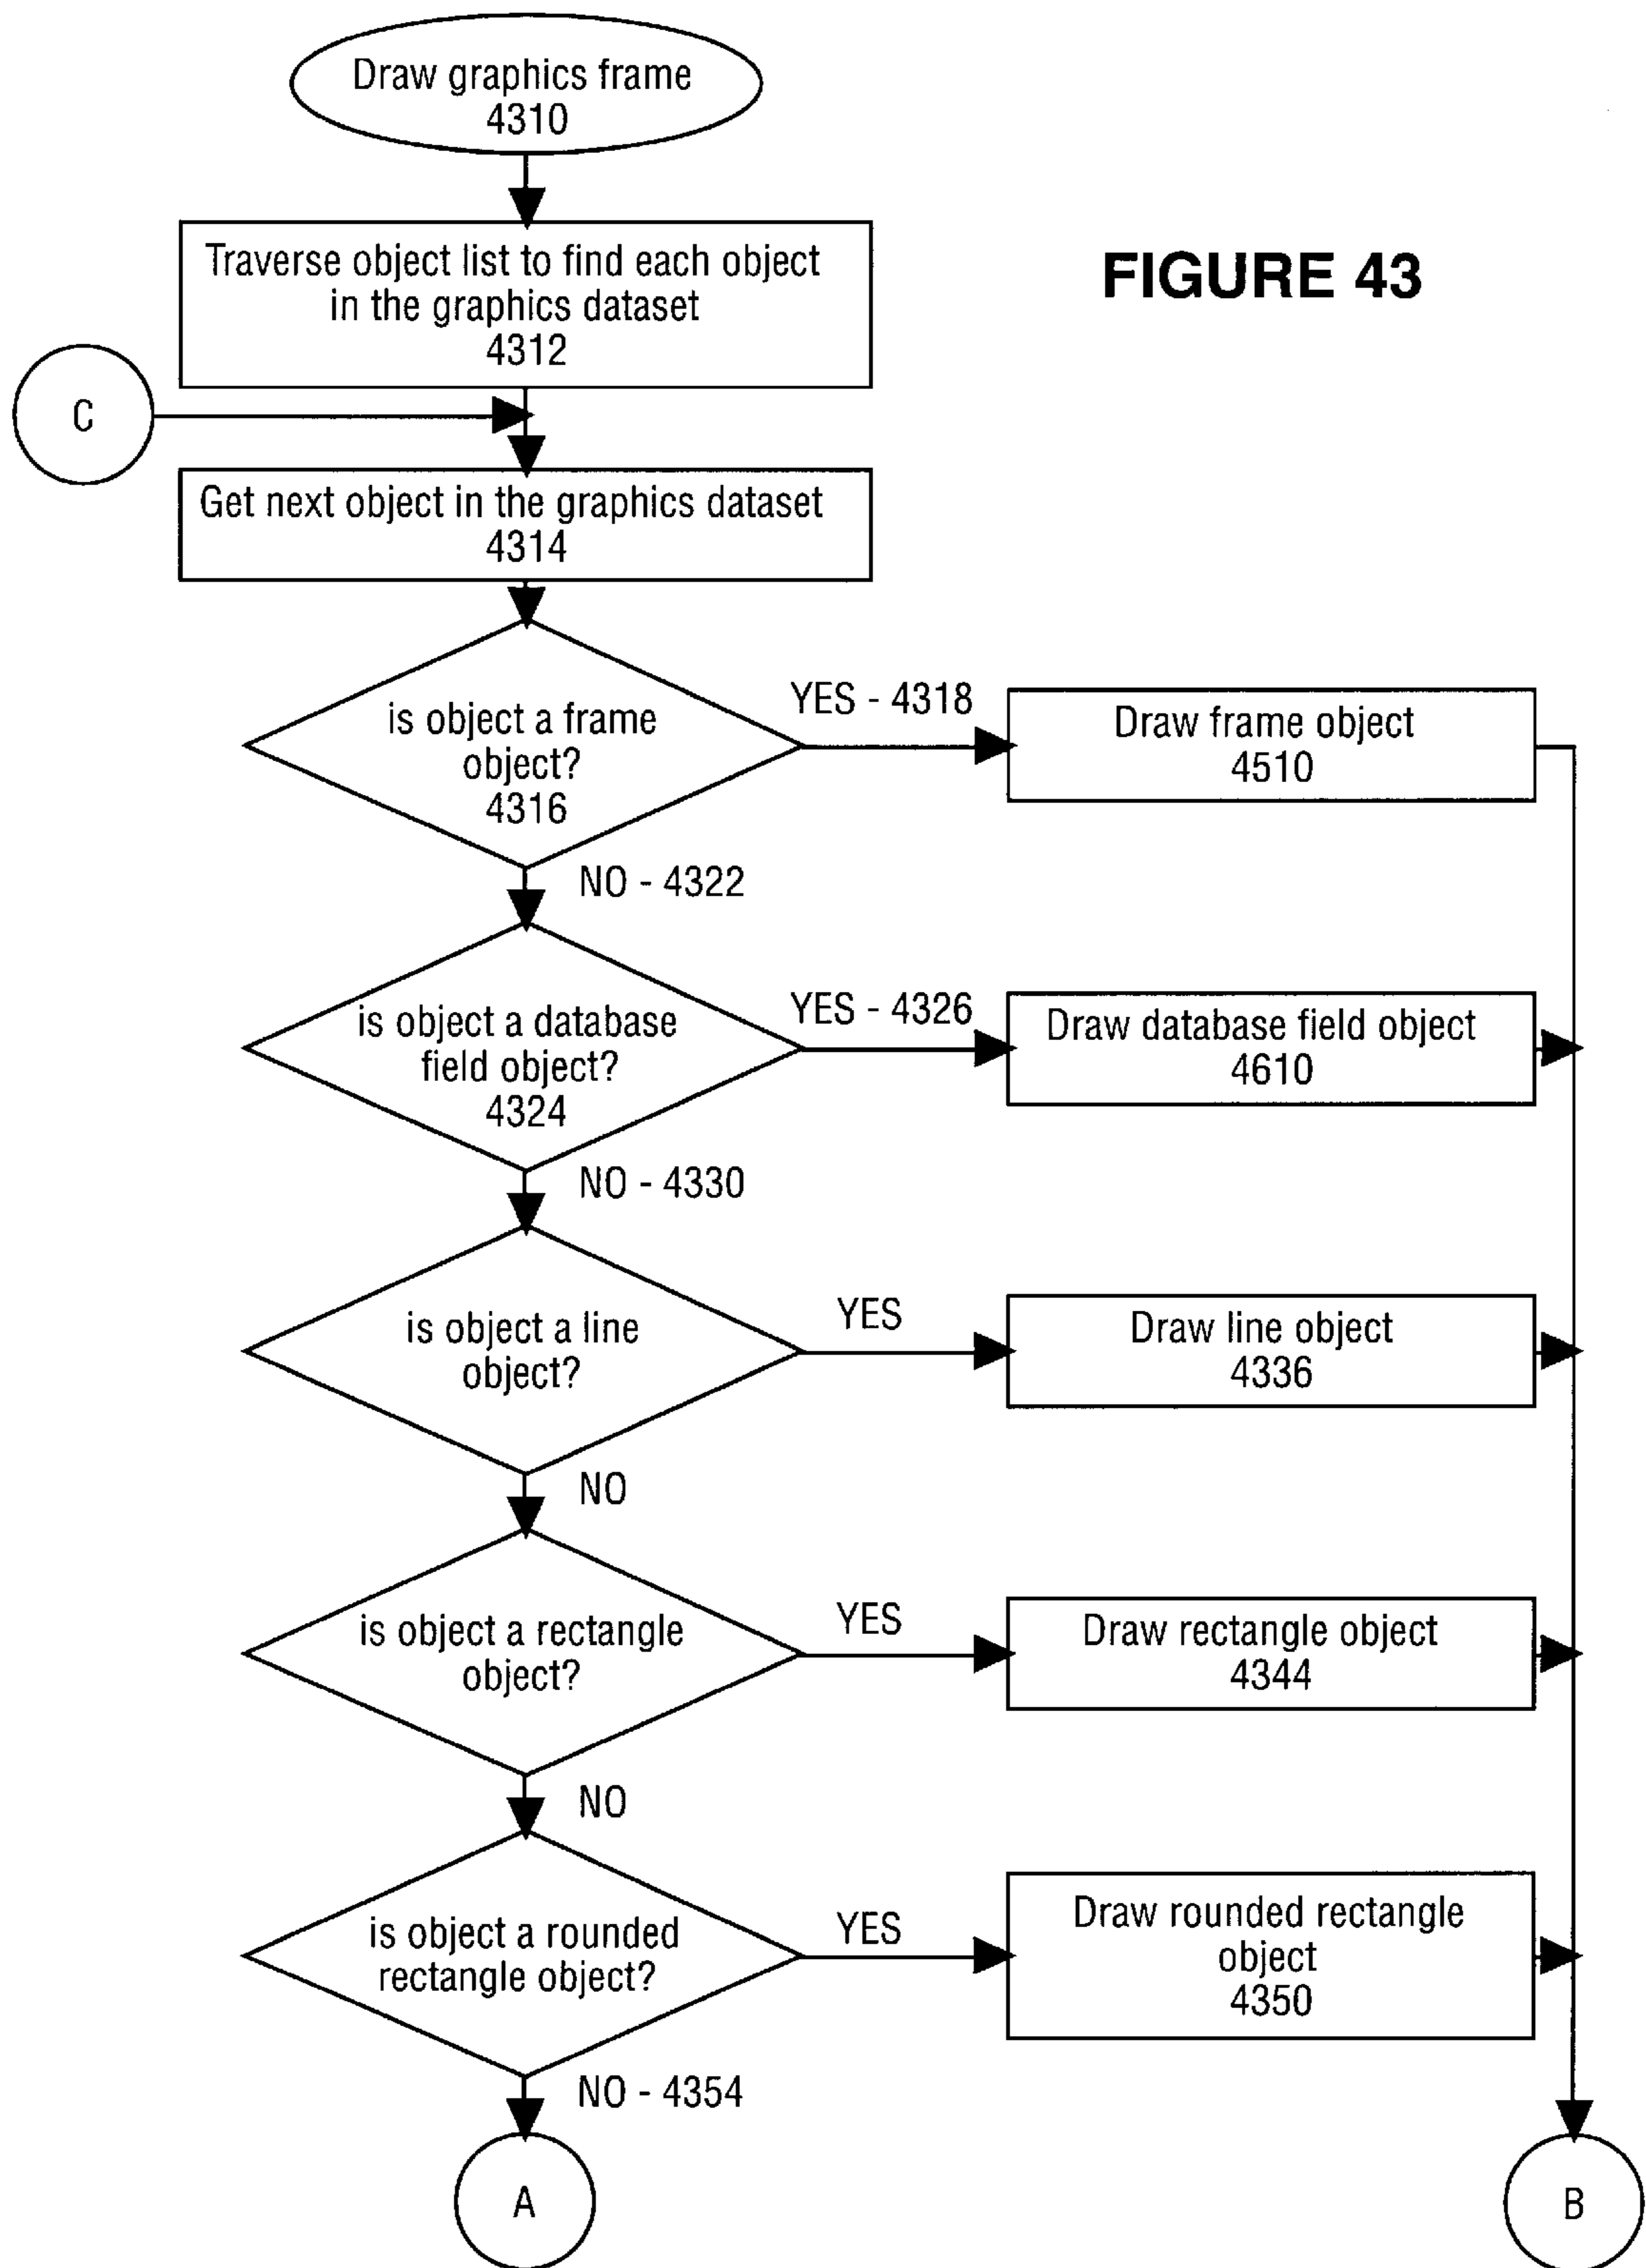 Draw graphics frame
4310
FIGURE 43
Traverse object list to find each object
in the graphics dataset
4312
C
Get next object in the graphics dataset
4314
is object a frame
object?
4316
YES - 4318
Draw frame object
4510
NO - 4322
is object a database
field object?
4324
YES - 4326
Draw database field object
4610
NO - 4330
is object a line
object?
YES
Draw line object
4336
NO
is object a rectangle
object?
YES
Draw rectangle object
4344
NO
is object a rounded
rectangle object?
YES
Draw rounded rectangle
object
4350
NO - 4354
A
B